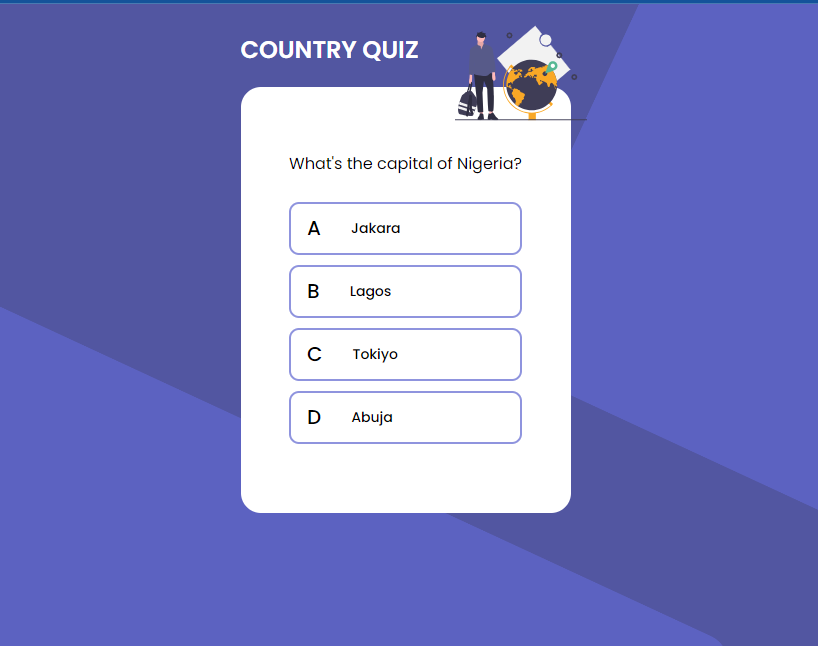 COUNTRY QUIZ
What's the capital of Nigeria?
A Jakara
B Lagos
C Tokiyo
D Abuja